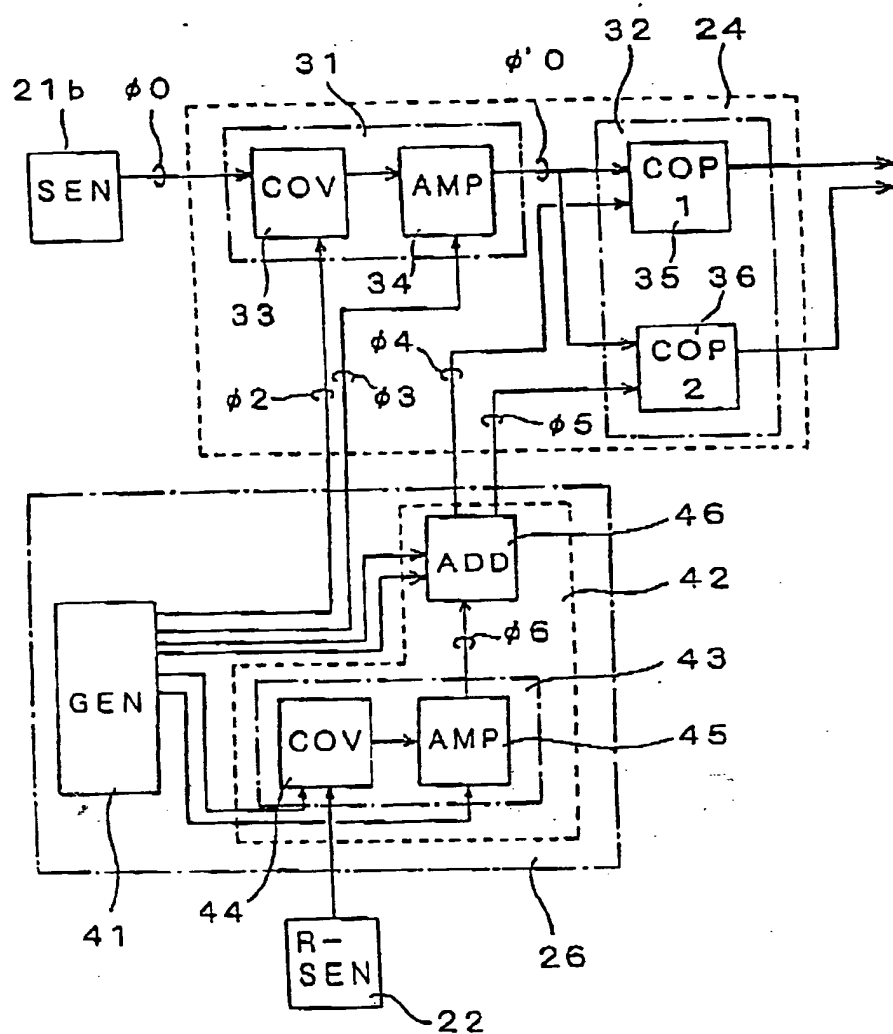 32 24
31 φ'0
21b φ0
SEN
COV
AMP
COP
1
33
34
35
36
COP
2
φ4
φ2
φ3
φ5
46
ADD
42
φ6
43
GEN
COV
AMP
45
44
41
26
R-
SEN
22